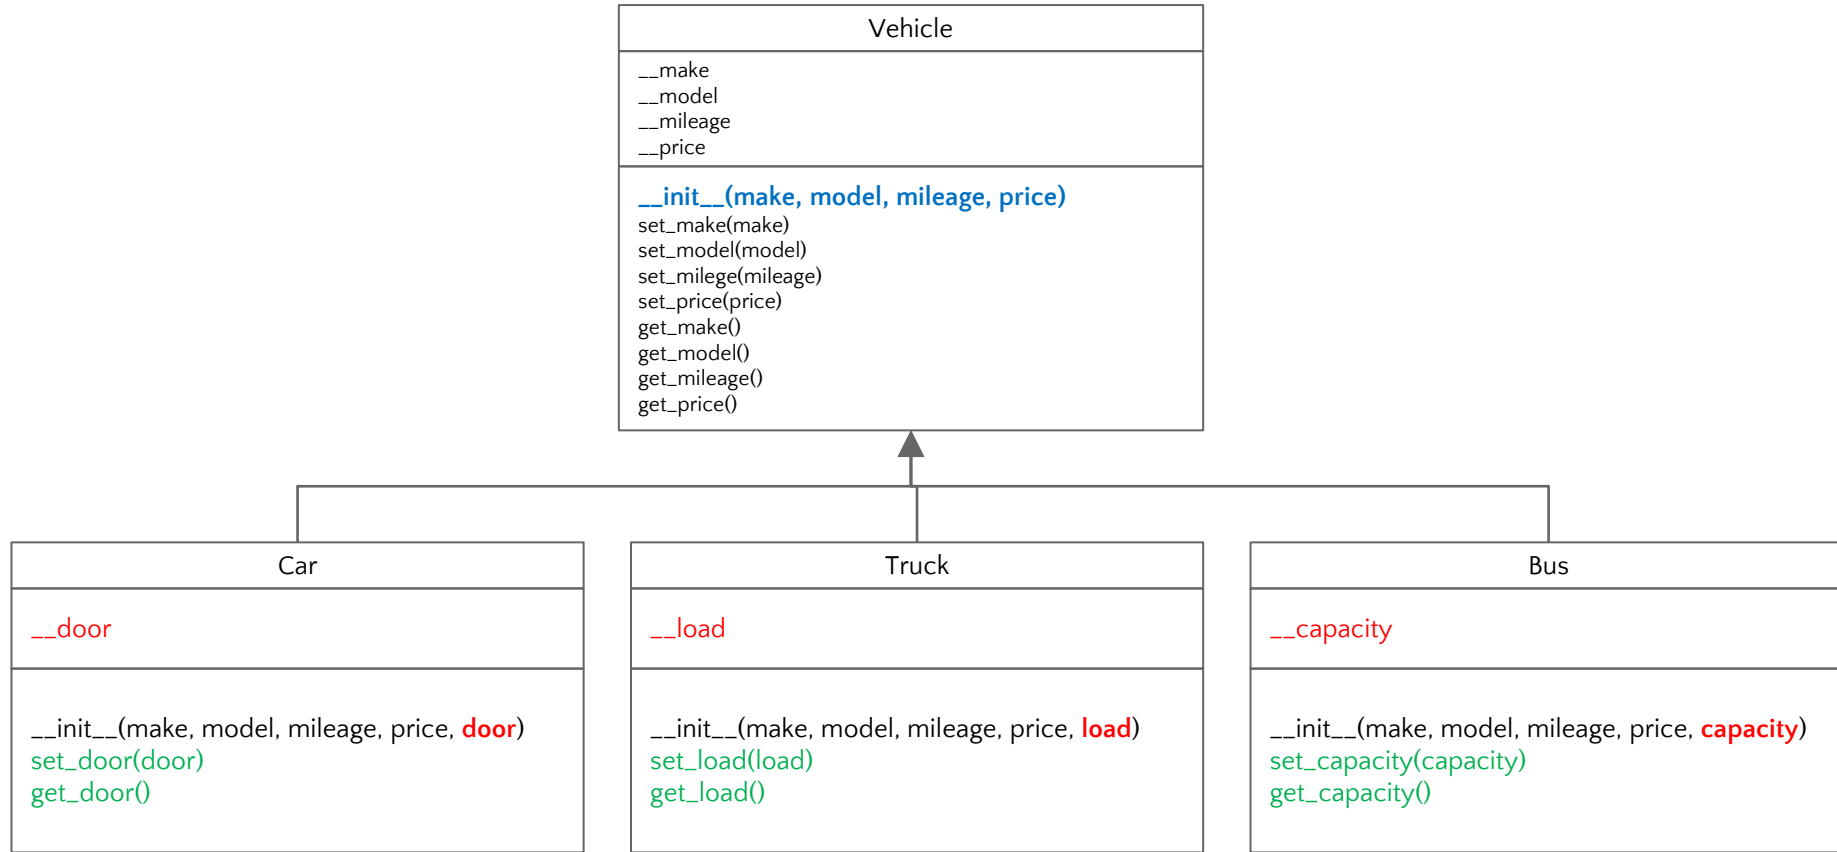 Vehicle
__make
__model
__mileage
__price
__init__(make, model, mileage, price)
set_make(make)
set_model(model)
set_milege(mileage)
set_price(price)
get_make()
get_model()
get_mileage()
get_price()
Car
__door
__init__(make, model, mileage, price, door)
set_door(door)
get_door()
Truck
__load
__init__(make, model, mileage, price, load)
set_load(load)
get_load()
Bus
__capacity
__init__(make, model, mileage, price, capacity)
set_capacity(capacity)
get_capacity()